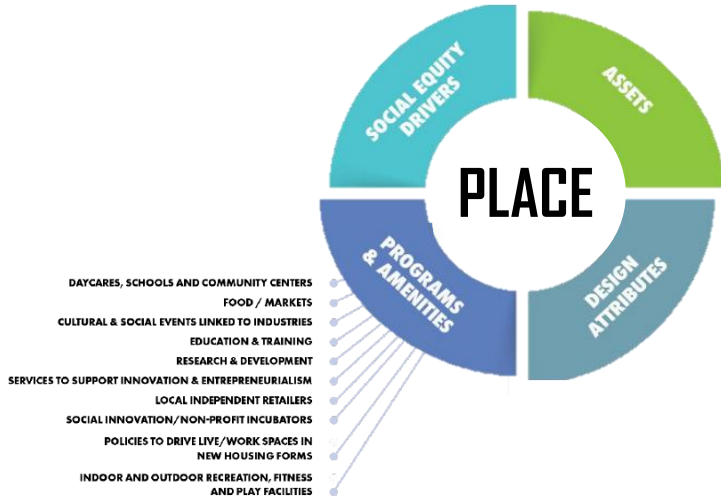 SOCIAL EQUITY
DRIVERS
ASSETS
PLACE
PROGRAMS
& AMENITIES
DESIGN
ATTRIBUTES
DAYCARES, SCHOOLS AND COMMUNITY CENTERS
FOOD / MARKETS
CULTURAL & SOCIAL EVENTS LINKED TO INDUSTRIES
EDUCATION & TRAINING
RESEARCH & DEVELOPMENT
SERVICES TO SUPPORT INNOVATION & ENTREPRENEURIALISM
LOCAL INDEPENDENT RETAILERS
SOCIAL INNOVATION/NON-PROFIT INCUBATORS
POLICIES TO DRIVE LIVE/WORK SPACES IN
NEW HOUSING FORMS
INDOOR AND OUTDOOR RECREATION, FITNESS
AND PLAY FACILITIES